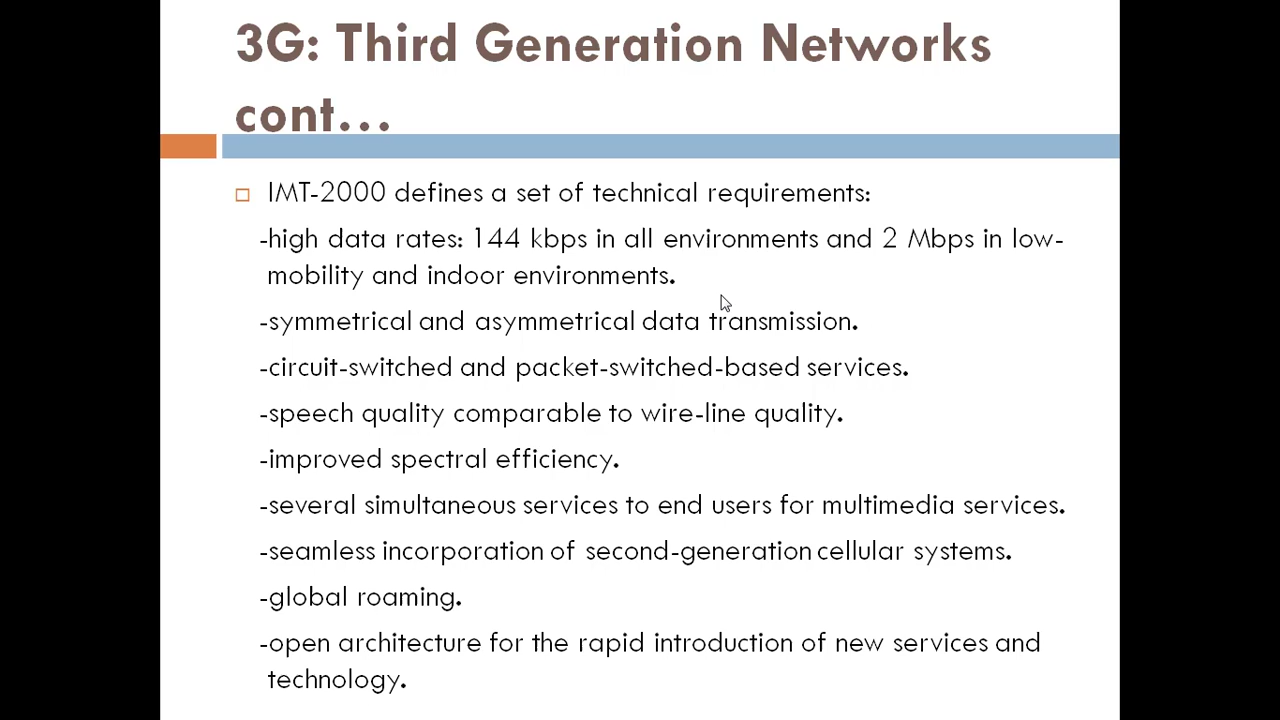 3G: Third Generation Networks
cont...
IMT-2000 defines a set of technical requirements:
-high data rates: 144 kbps in all environments and 2 Mbps in low-
mobility and indoor environments.
-symmetrical and asymmetrical data transmission.
-circuit-switched and packet-switched-based services.
-speech quality comparable to wire-line quality.
-improved spectral efficiency.
-several simultaneous services to end users for multimedia services.
-seamless incorporation of second-generation cellular systems.
-global roaming.
-open architecture for the rapid introduction of new services and
technology.